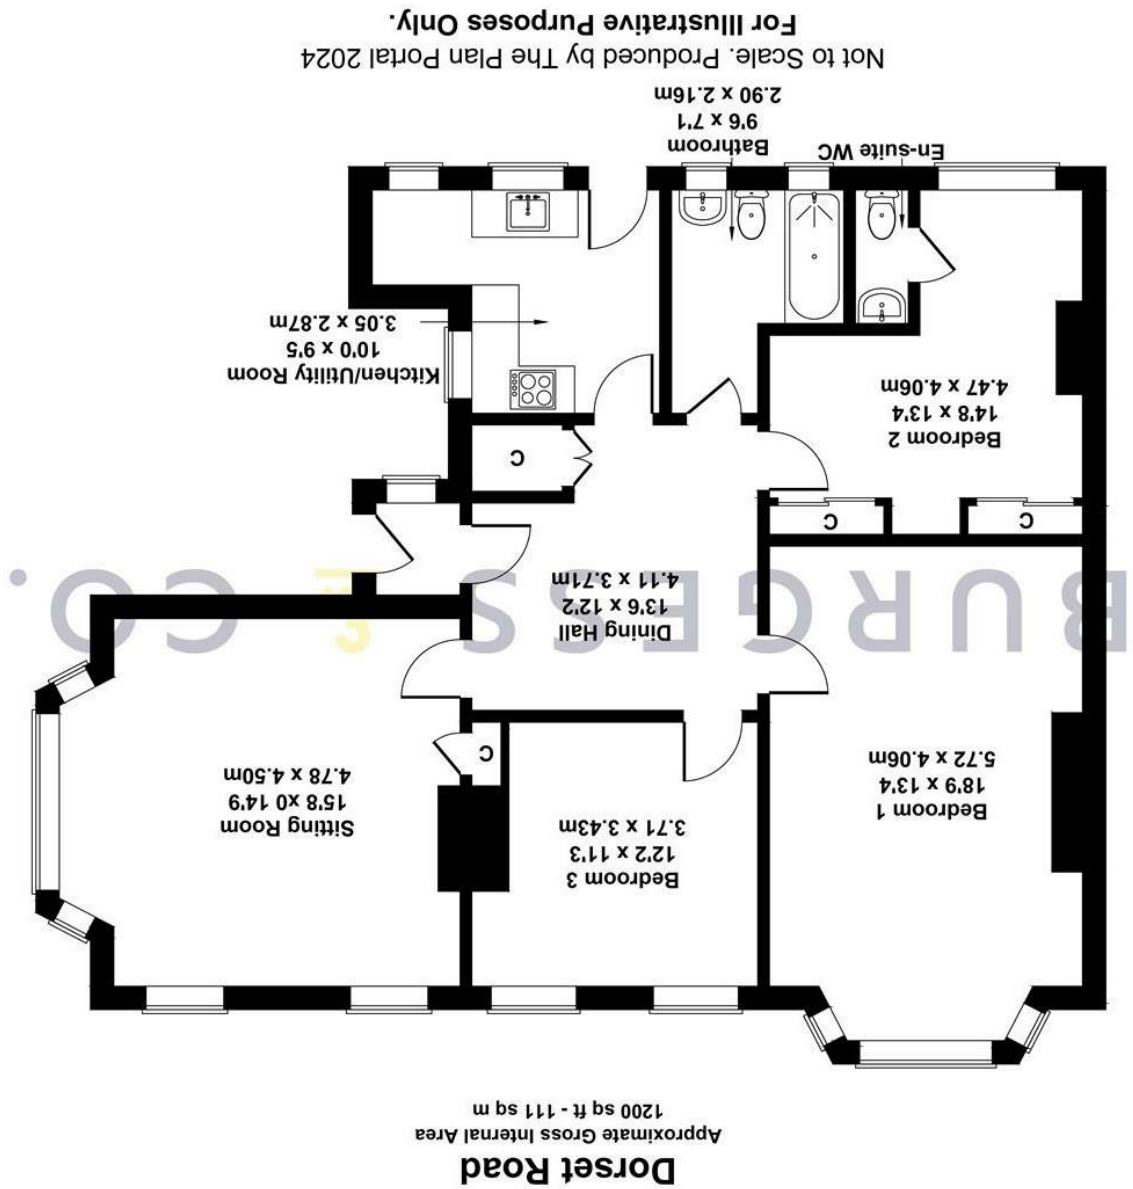 Dorset Road
Approximate Gross Internal Area
1200 sq ft - 111 sq m
Bedroom 1
18'9 x 13'4
5.72 x 4.06m
Bedroom 3
12'2 x 11'3
3.71 x 3.43m
Sitting Room
15'8 x0 14'9
4.78 x 4.50m
C
BURGESS & CO.
Dining Hall
13'6 x 12'2
4.11 x 3.71m
C
C
C
Bedroom 2
14'8 x 13'4
4.47 x 4.06m
Kitchen/Utility Room
10'0 x 9'5
3.05 x 2.87m
En-suite WC
Bathroom
9'6 x 7'1
2.90 x 2.16m
Not to Scale. Produced by The Plan Portal 2024
For Illustrative Purposes Only.